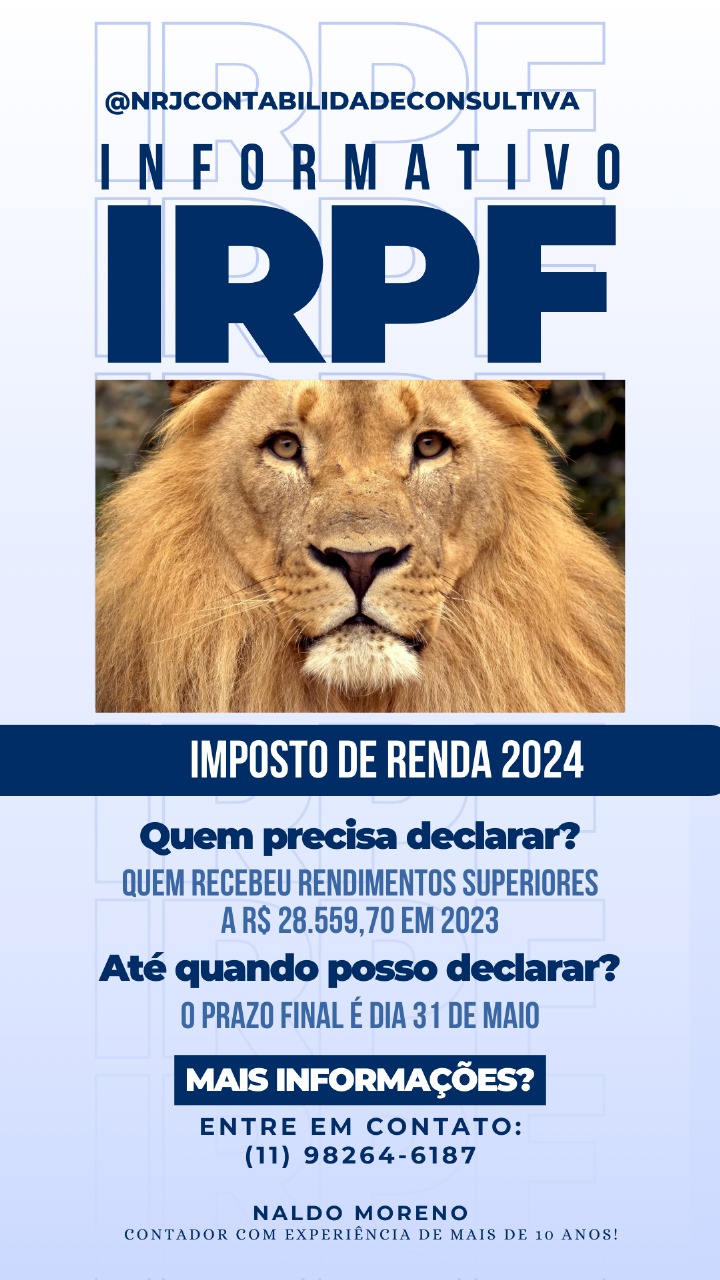 @NRJCONTABILIDADECONSULTIVA
INFORMATIVO
IRPF
IMPOSTO DE RENDA 2024
Quem precisa declarar?
QUEM RECEBEU RENDIMENTOS SUPERIORES
A R$ 28.559,70 EM 2023
Até quando posso declarar?
O PRAZO FINAL É DIA 31 DE MAIO
MAIS INFORMAÇÕES?
ENTRE EM CONTATO:
(11) 98264-6187
NALDO MORENO
CONTADOR COM EXPERIÊNCIA DE MAIS DE 10 ANOS!